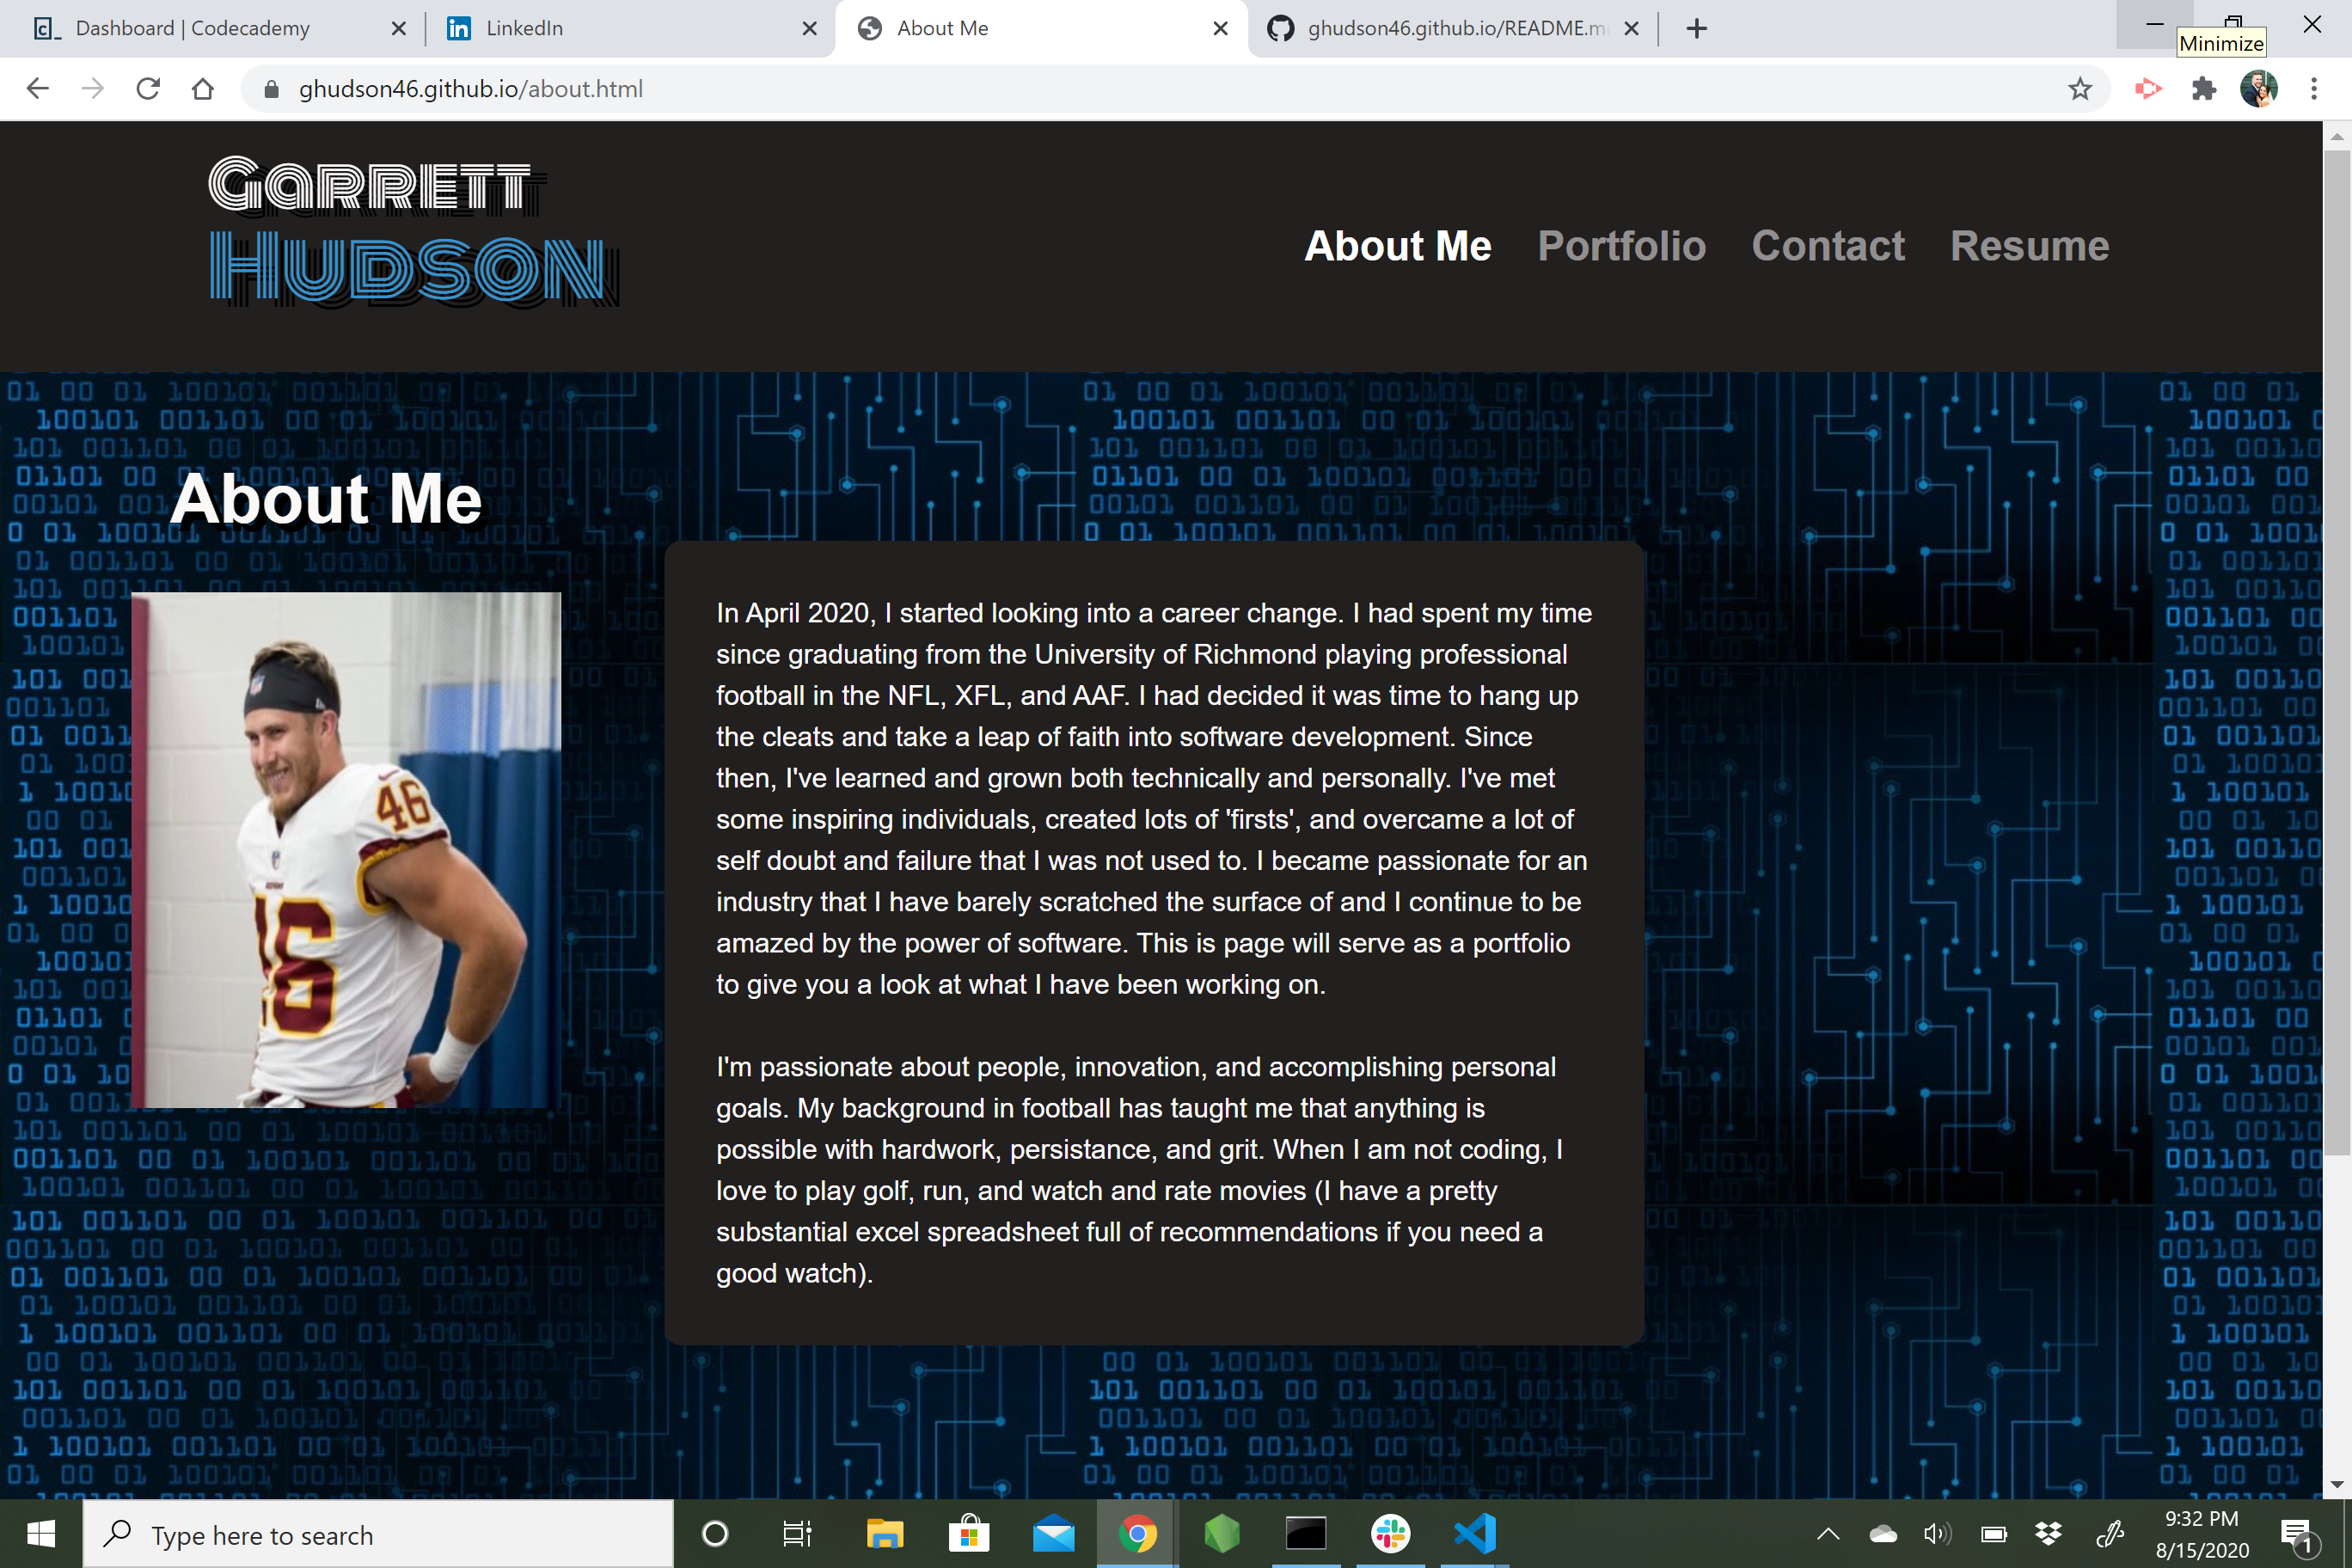 Dashboard | Codecademy
LinkedIn
About Me
ghudson46.github.io/README.m
Minimize
ghudson46.github.io/about.html
Garrett
Hudson
About Me Portfolio Contact Resume
About Me
46
46
In April 2020, I started looking into a career change. I had spent my time
since graduating from the University of Richmond playing professional
football in the NFL, XFL, and AAF. I had decided it was time to hang up
the cleats and take a leap of faith into software development. Since
then, I've learned and grown both technically and personally. I've met
some inspiring individuals, created lots of 'firsts', and overcame a lot of
self doubt and failure that I was not used to. I became passionate for an
industry that I have barely scratched the surface of and I continue to be
amazed by the power of software. This is page will serve as a portfolio
to give you a look at what I have been working on.
I'm passionate about people, innovation, and accomplishing personal
goals. My background in football has taught me that anything is
possible with hardwork, persistance, and grit. When I am not coding, I
love to play golf, run, and watch and rate movies (I have a pretty
substantial excel spreadsheet full of recommendations if you need a
good watch).
Type here to search
9:32 PM
8/15/2020
1